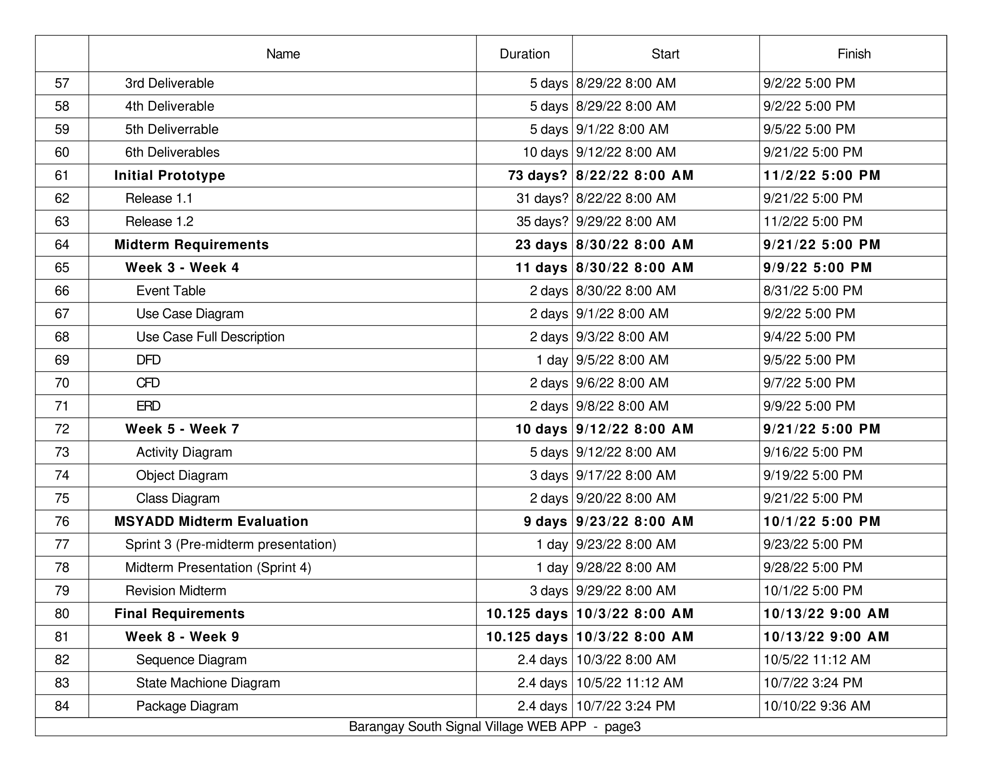 Name Duration Start Finish
57 3rd Deliverable 5 days 8/29/22 8:00 AM 9/2/22 5:00 PM
58 4th Deliverable 5 days 8/29/22 8:00 AM 9/2/22 5:00 PM
59 5th Deliverrable 5 days 9/1/22 8:00 AM 9/5/22 5:00 PM
60 6th Deliverables 10 days 9/12/22 8:00 AM 9/21/22 5:00 PM
61 Initial Prototype 73 days? 8/22/22 8:00 AM 11/2/22 5:00 PM
62 Release 1.1 31 days? 8/22/22 8:00 AM 9/21/22 5:00 PM
63 Release 1.2 35 days? 9/29/22 8:00 AM 11/2/22 5:00 PM
64 Midterm Requirements 23 days 8/30/22 8:00 AM 9/21/22 5:00 PM
65 Week 3 - Week 4 11 days 8/30/22 8:00 AM 9/9/22 5:00 PM
66 Event Table 2 days 8/30/22 8:00 AM 8/31/22 5:00 PM
67 Use Case Diagram 2 days 9/1/22 8:00 AM 9/2/22 5:00 PM
68 Use Case Full Description 2 days 9/3/22 8:00 AM 9/4/22 5:00 PM
69 DFD 1 day 9/5/22 8:00 AM 9/5/22 5:00 PM
70 CFD 2 days 9/6/22 8:00 AM 9/7/22 5:00 PM
71 ERD 2 days 9/8/22 8:00 AM 9/9/22 5:00 PM
72 Week 5 - Week 7 10 days 9/12/22 8:00 AM 9/21/22 5:00 PM
73 Activity Diagram 5 days 9/12/22 8:00 AM 9/16/22 5:00 PM
74 Object Diagram 3 days 9/17/22 8:00 AM 9/19/22 5:00 PM
75 Class Diagram 2 days 9/20/22 8:00 AM 9/21/22 5:00 PM
76 MSYADD Midterm Evaluation 9 days 9/23/22 8:00 AM 10/1/22 5:00 PM
77 Sprint 3 (Pre-midterm presentation) 1 day 9/23/22 8:00 AM 9/23/22 5:00 PM
78 Midterm Presentation (Sprint 4) 1 day 9/28/22 8:00 AM 9/28/22 5:00 PM
79 Revision Midterm 3 days 9/29/22 8:00 AM 10/1/22 5:00 PM
80 Final Requirements 10.125 days 10/3/22 8:00 AM 10/13/22 9:00 AM
81 Week 8 - Week 9 10.125 days 10/3/22 8:00 AM 10/13/22 9:00 AM
82 Sequence Diagram 2.4 days 10/3/22 8:00 AM 10/5/22 11:12 AM
83 State Machione Diagram 2.4 days 10/5/22 11:12 AM 10/7/22 3:24 PM
84 Package Diagram 2.4 days 10/7/22 3:24 PM 10/10/22 9:36 AM
Barangay South Signal Village WEB APP - page3